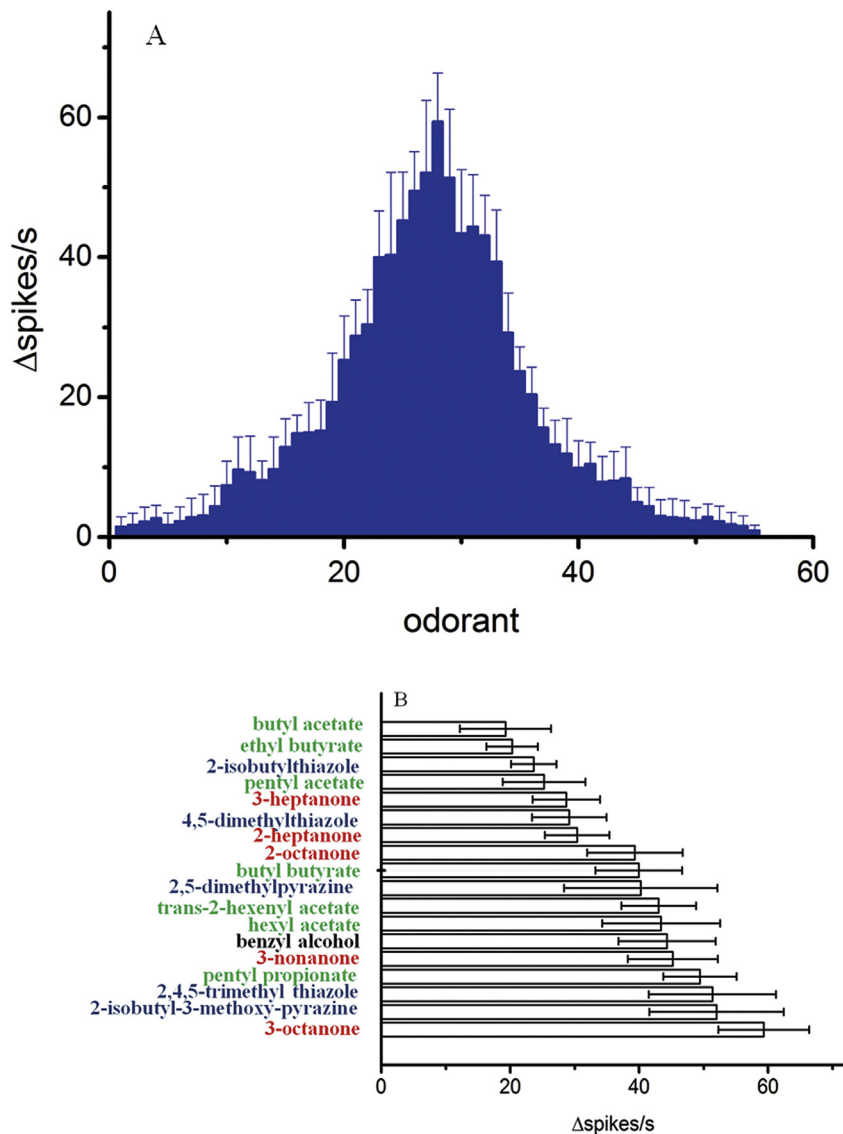 A
60
40
20
0
Δspikes/s
0 20 40 60
odorant
B
butyl acetate
ethyl butyrate
2-isobutylthiazole
pentyl acetate
3-heptanone
4,5-dimethylthiazole
2-heptanone
2-octanone
butyl butyrate
2,5-dimethylpyrazine
trans-2-hexenyl acetate
hexyl acetate
benzyl alcohol
3-nonanone
pentyl propionate
2,4,5-trimethyl thiazole
2-isobutyl-3-methoxy-pyrazine
3-octanone
0 20 40 60
Δspikes/s